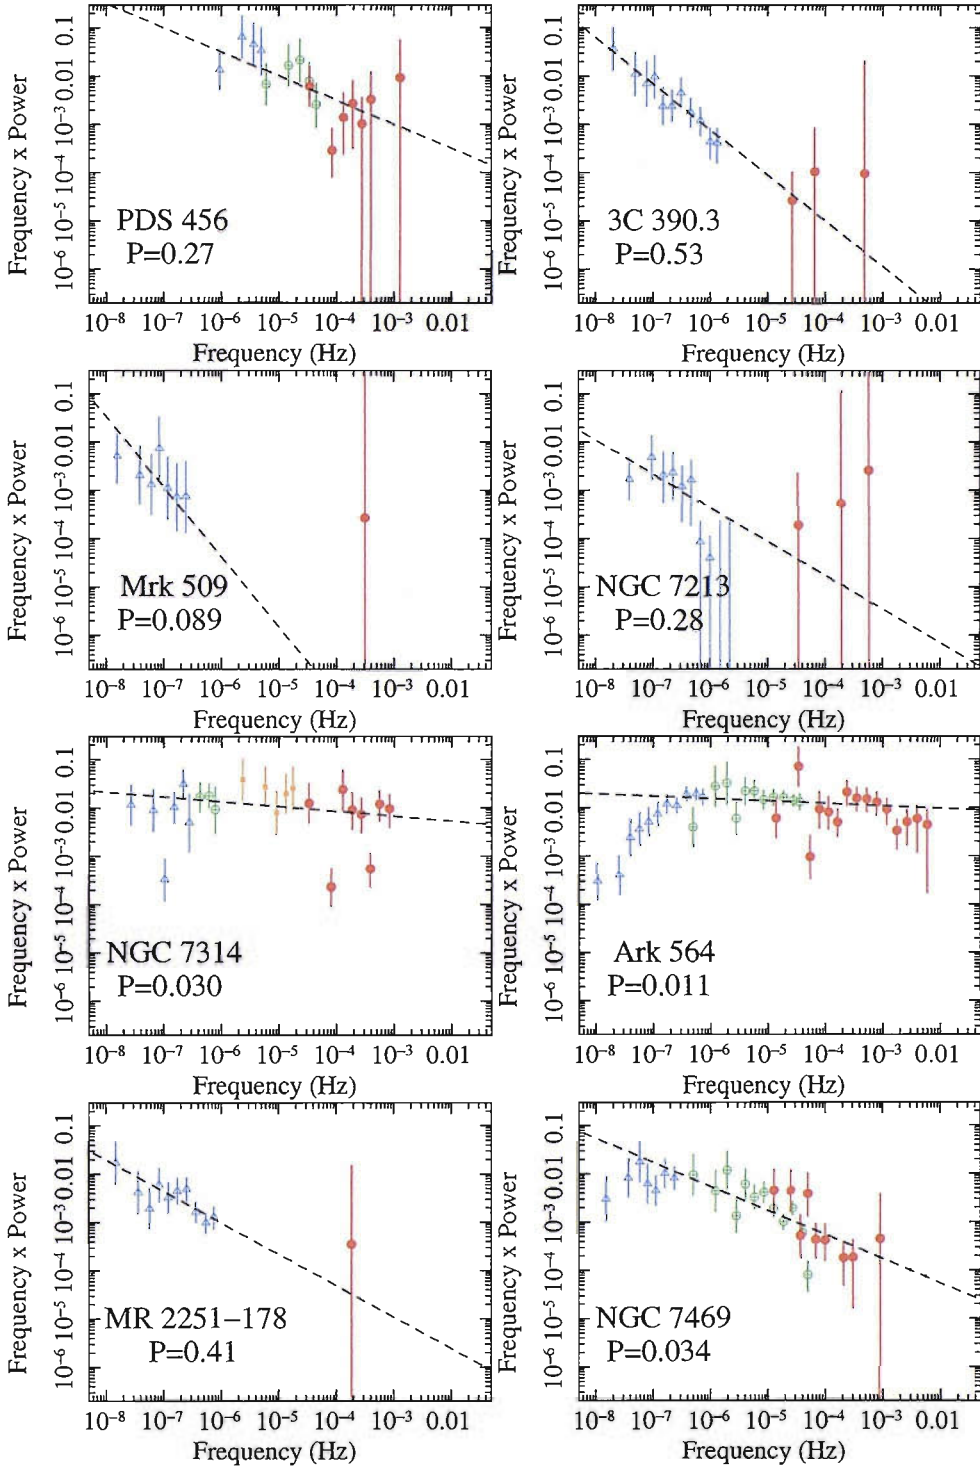 Frequency x Power
0.1
0.01
10⁻³
10⁻⁴
10⁻⁵
10⁻⁶
PDS 456
P=0.27
10⁻⁸ 10⁻⁷ 10⁻⁶ 10⁻⁵ 10⁻⁴ 10⁻³ 0.01
Frequency (Hz)
Frequency x Power
0.1
0.01
10⁻³
10⁻⁴
10⁻⁵
10⁻⁶
3C 390.3
P=0.53
10⁻⁸ 10⁻⁷ 10⁻⁶ 10⁻⁵ 10⁻⁴ 10⁻³ 0.01
Frequency (Hz)
Frequency x Power
0.1
0.01
10⁻³
10⁻⁴
10⁻⁵
10⁻⁶
Mrk 509
P=0.089
10⁻⁸ 10⁻⁷ 10⁻⁶ 10⁻⁵ 10⁻⁴ 10⁻³ 0.01
Frequency (Hz)
Frequency x Power
0.1
0.01
10⁻³
10⁻⁴
10⁻⁵
10⁻⁶
NGC 7213
P=0.28
10⁻⁸ 10⁻⁷ 10⁻⁶ 10⁻⁵ 10⁻⁴ 10⁻³ 0.01
Frequency (Hz)
Frequency x Power
0.1
0.01
10⁻³
10⁻⁴
10⁻⁵
10⁻⁶
NGC 7314
P=0.030
10⁻⁸ 10⁻⁷ 10⁻⁶ 10⁻⁵ 10⁻⁴ 10⁻³ 0.01
Frequency (Hz)
Frequency x Power
0.1
0.01
10⁻³
10⁻⁴
10⁻⁵
10⁻⁶
Ark 564
P=0.011
10⁻⁸ 10⁻⁷ 10⁻⁶ 10⁻⁵ 10⁻⁴ 10⁻³ 0.01
Frequency (Hz)
Frequency x Power
0.1
0.01
10⁻³
10⁻⁴
10⁻⁵
10⁻⁶
MR 2251–178
P=0.41
10⁻⁸ 10⁻⁷ 10⁻⁶ 10⁻⁵ 10⁻⁴ 10⁻³ 0.01
Frequency (Hz)
Frequency x Power
0.1
0.01
10⁻³
10⁻⁴
10⁻⁵
10⁻⁶
NGC 7469
P=0.034
10⁻⁸ 10⁻⁷ 10⁻⁶ 10⁻⁵ 10⁻⁴ 10⁻³ 0.01
Frequency (Hz)